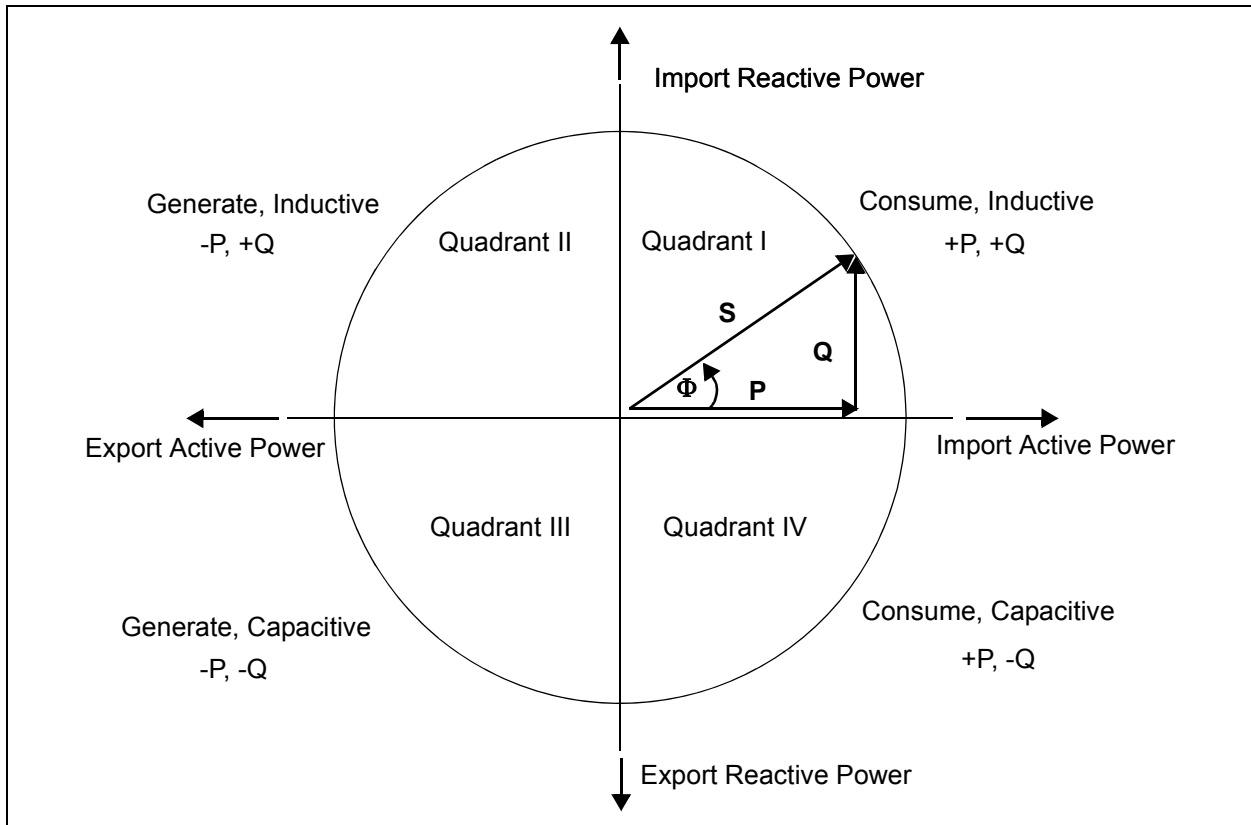 Import Reactive Power
Generate, Inductive
-P, +Q
Quadrant II
Quadrant I
Consume, Inductive
+P, +Q
S
Q
Φ
P
Export Active Power
Import Active Power
Quadrant III
Quadrant IV
Generate, Capacitive
-P, -Q
Consume, Capacitive
+P, -Q
Export Reactive Power